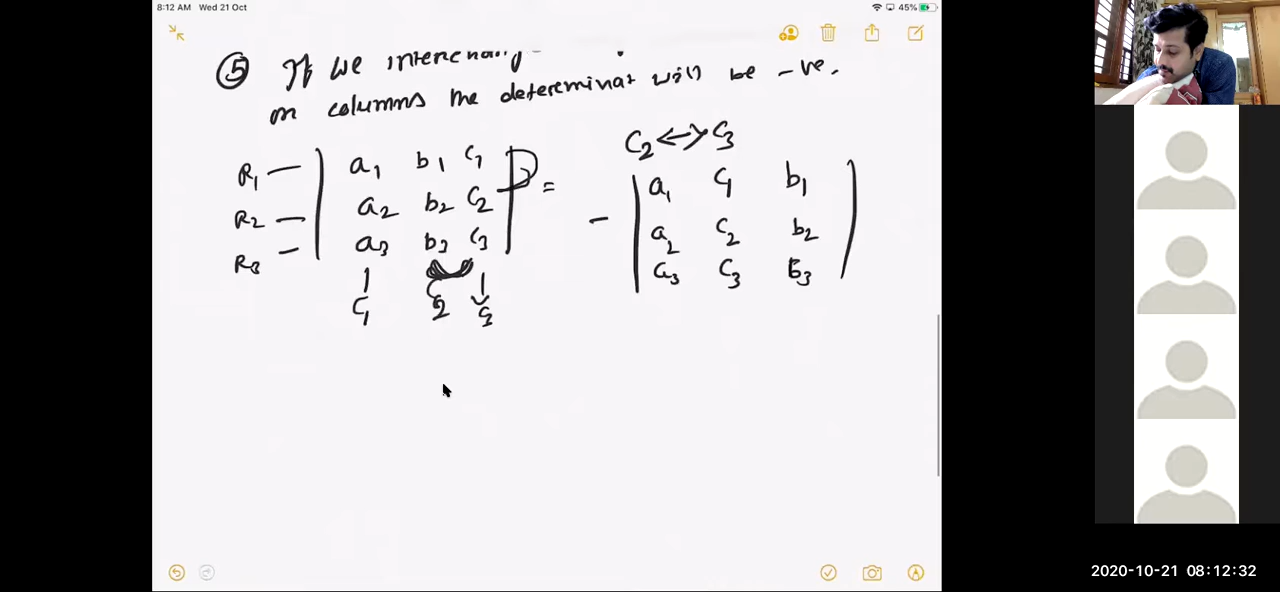 8:12 AM Wed 21 Oct
45%
⑤ If we interchang
on columns the detereminat will be -ve.
C2 <-> C3
R1 — | a1 b1 c1 | = - | a1 c1 b1 |
R2 — | a2 b2 c2 | | a2 c2 b2 |
R3 — | a3 b3 c3 | | a3 c3 b3 |
C1 C2 C3
2020-10-21 08:12:32